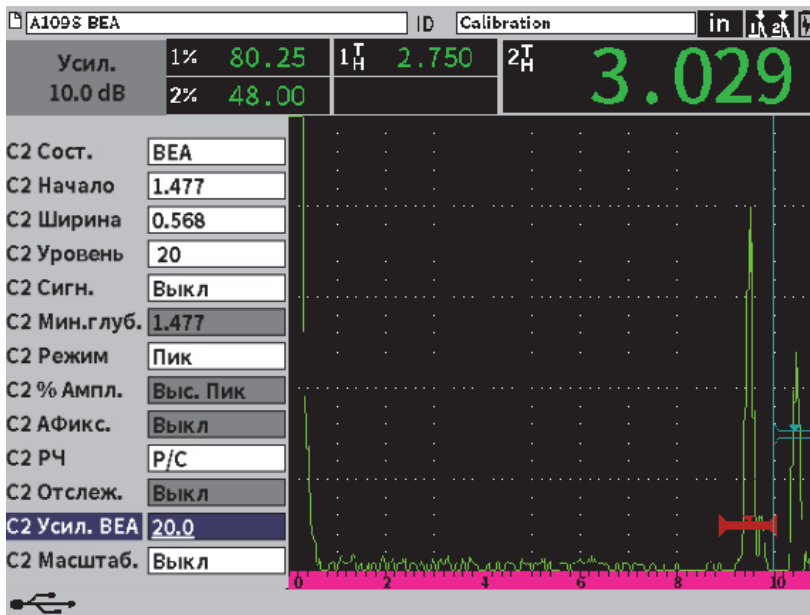 A109S BEA ID Calibration in
Усил. 1% 80.25 2.750 3.029
10.0 dB 2% 48.00
C2 Сост. BEA
C2 Начало 1.477
C2 Ширина 0.568
C2 Уровень 20
C2 Сигн. Выкл
C2 Мин.глуб. 1.477
C2 Режим Пик
C2 % Ампл. Выс. Пик
C2 АФикс. Выкл
C2 РЧ Р/С
C2 Отслеж. Выкл
C2 Усил. BEA 20.0
C2 Масштаб. Выкл
0 2 4 6 8 10